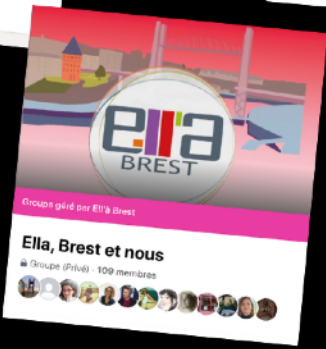 Ell'a
BREST
Groupe géré par Ell'à Brest
Ella, Brest et nous
Groupe (Privé) · 109 membres